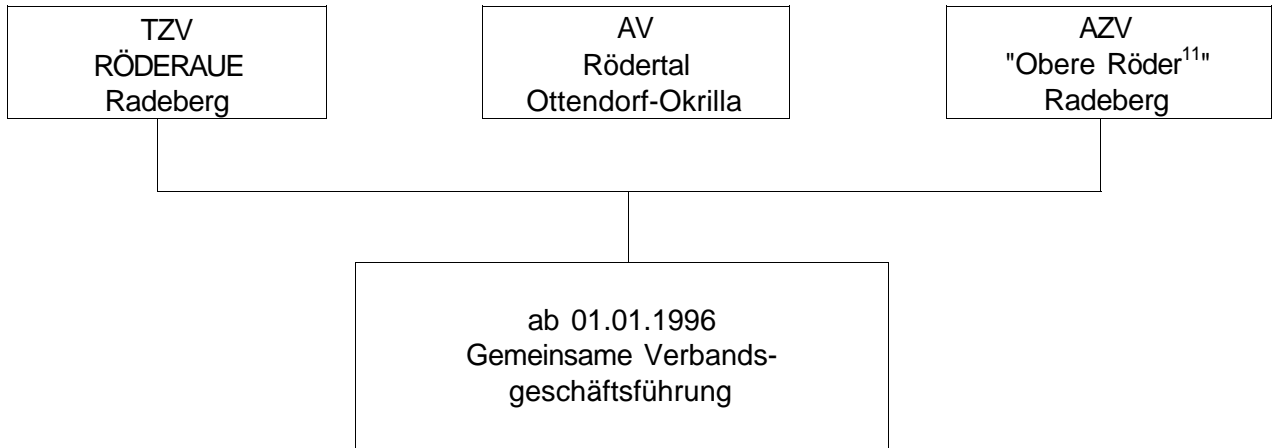 TZV
RÖDERAUE
Radeberg
AV
Rödertal
Ottendorf-Okrilla
AZV
"Obere Röder11"
Radeberg
ab 01.01.1996
Gemeinsame Verbands-
geschäftsführung